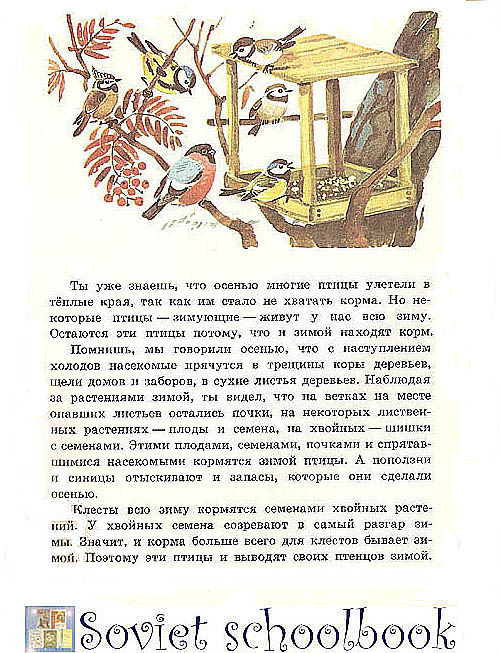 Ты уже знаешь, что осенью многие птицы улетели в
тёплые края, так как им стало не хватать корма. Но не-
которые птицы — зимующие — живут у нас всю зиму.
Остаются эти птицы потому, что и зимой находят корм.
Помнишь, мы говорили осенью, что с наступлением
холодов насекомые прячутся в трещины коры деревьев,
щели домов и заборов, в сухие листья деревьев. Наблюдая
за растениями зимой, ты видел, что на ветках на месте
опавших листьев остались почки, на некоторых листвен-
ных растениях — плоды и семена, на хвойных — шишки
с семенами. Этими плодами, семенами, почками и спрятав-
шимися насекомыми кормятся зимой птицы. А поползни
и синицы отыскивают и запасы, которые они сделали
осенью.
Клесты всю зиму кормятся семенами хвойных расте-
ний. У хвойных семена созревают в самый разгар зи-
мы. Значит, и корма больше всего для клестов бывает зи-
мой. Поэтому эти птицы и выводят своих птенцов зимой.
Soviet schoolbook